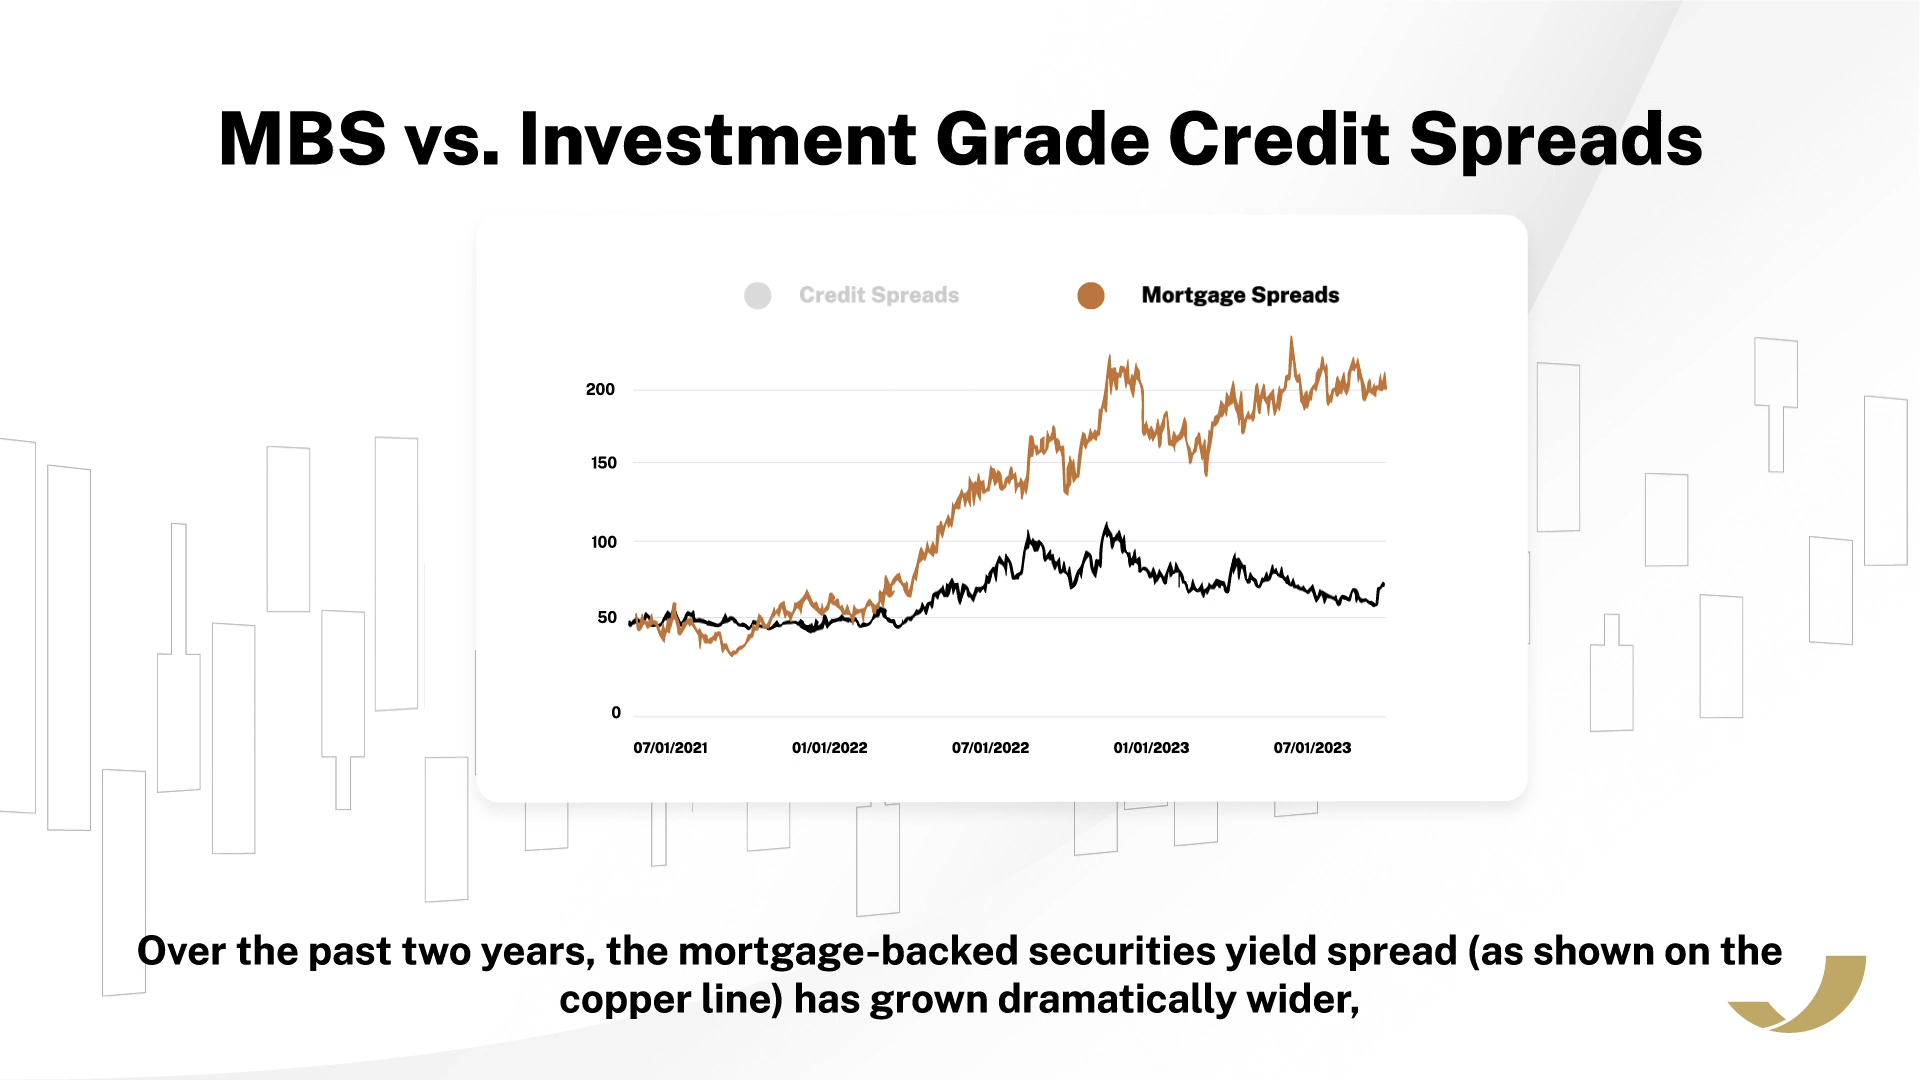 MBS vs. Investment Grade Credit Spreads
Credit Spreads
Mortgage Spreads
200
150
100
50
0
07/01/2021
01/01/2022
07/01/2022
01/01/2023
07/01/2023
Over the past two years, the mortgage-backed securities yield spread (as shown on the
copper line) has grown dramatically wider,